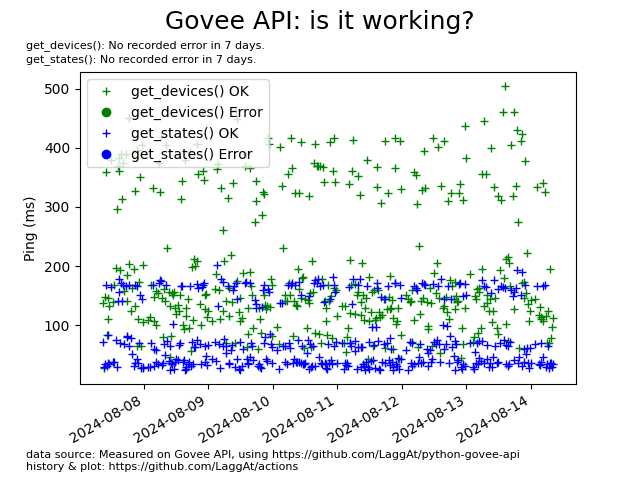 Govee API: is it working?
get_devices(): No recorded error in 7 days.
get_states(): No recorded error in 7 days.
get_devices() OK
get_devices() Error
get_states() OK
get_states() Error
Ping (ms)
500
400
300
200
100
2024-08-08
2024-08-09
2024-08-10
2024-08-11
2024-08-12
2024-08-13
2024-08-14
data source: Measured on Govee API, using https://github.com/LaggAt/python-govee-api
history & plot: https://github.com/LaggAt/actions